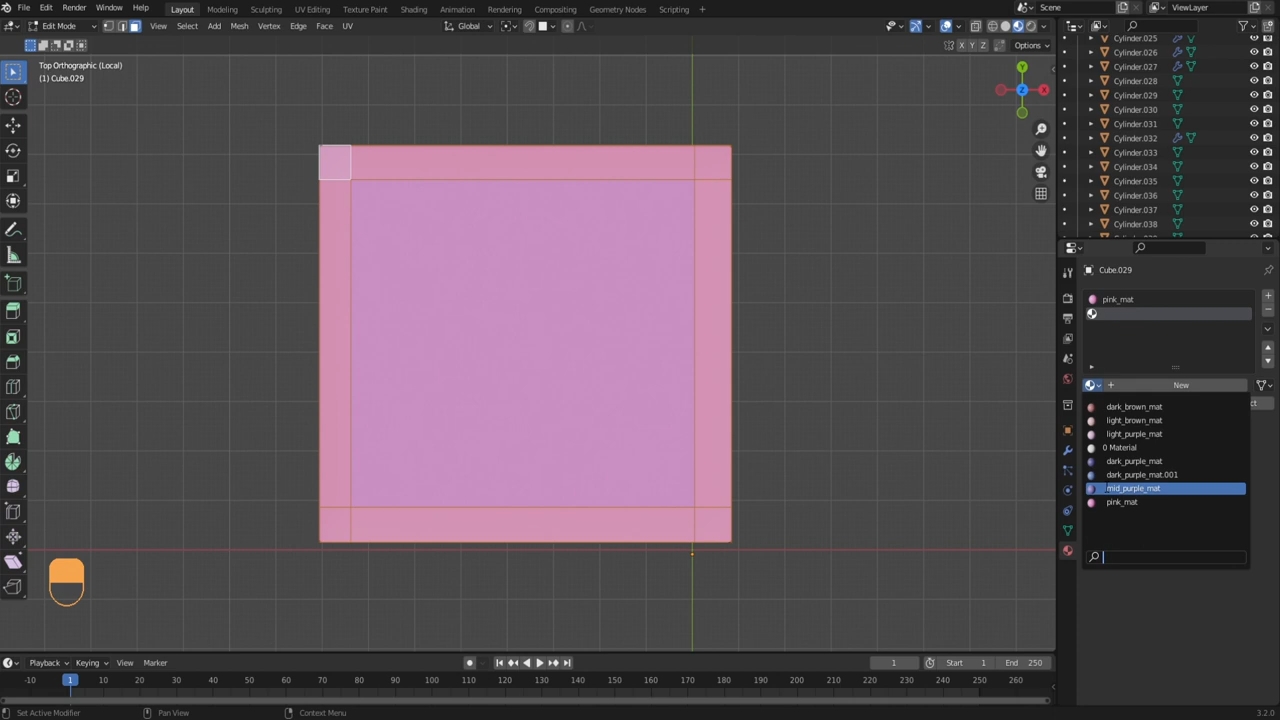 File Edit Render Window Help Layout Modeling Sculpting UV Editing Texture Paint Shading Animation Rendering Compositing Geometry Nodes Scripting + Scene ViewLayer
Edit Mode View Select Add Mesh Vertex Edge Face UV Global
X Y Z Options
Top Orthographic (Local)
(1) Cube.029
Y
Z X
Cylinder.025
Cylinder.026
Cylinder.027
Cylinder.028
Cylinder.029
Cylinder.030
Cylinder.031
Cylinder.032
Cylinder.033
Cylinder.034
Cylinder.035
Cylinder.036
Cylinder.037
Cylinder.038
Cube.029
pink_mat
+ New
dark_brown_mat
light_brown_mat
light_purple_mat
0 Material
dark_purple_mat
dark_purple_mat.001
mid_purple_mat
pink_mat
Playback Keying View Marker 1 Start 1 End 250
-10 1 10 20 30 40 50 60 70 80 90 100 110 120 130 140 150 160 170 180 190 200 210 220 230 240 250 260
Set Active Modifier Pan View Context Menu 3.2.0